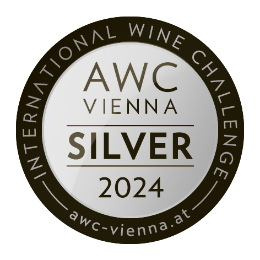 INTERNATIONAL WINE CHALLENGE
AWC
VIENNA
SILVER
2024
awc-vienna.at